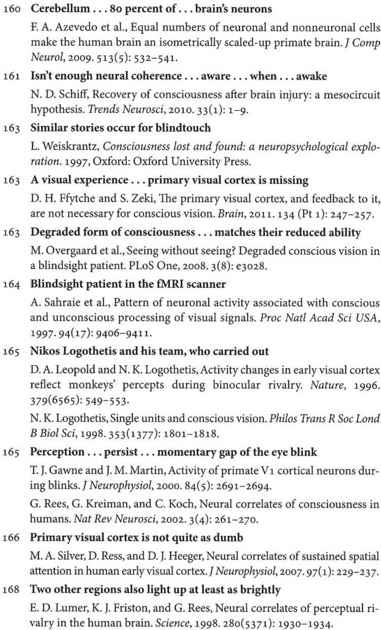 160 Cerebellum . . . 80 percent of . . . brain's neurons
F. A. Azevedo et al., Equal numbers of neuronal and nonneuronal cells
make the human brain an isometrically scaled-up primate brain. J Comp
Neurol, 2009. 513(5): 532–541.
161 Isn't enough neural coherence . . . aware . . . when . . . awake
N. D. Schiff, Recovery of consciousness after brain injury: a mesocircuit
hypothesis. Trends Neurosci, 2010. 33(1): 1–9.
163 Similar stories occur for blindtouch
L. Weiskrantz, Consciousness lost and found: a neuropsychological explo-
ration. 1997, Oxford: Oxford University Press.
163 A visual experience . . . primary visual cortex is missing
D. H. Ffytche and S. Zeki, The primary visual cortex, and feedback to it,
are not necessary for conscious vision. Brain, 2011. 134 (Pt 1): 247–257.
163 Degraded form of consciousness . . . matches their reduced ability
M. Overgaard et al., Seeing without seeing? Degraded conscious vision in
a blindsight patient. PLoS One, 2008. 3(8): e3028.
164 Blindsight patient in the fMRI scanner
A. Sahraie et al., Pattern of neuronal activity associated with conscious
and unconscious processing of visual signals. Proc Natl Acad Sci USA,
1997. 94(17): 9406–9411.
165 Nikos Logothetis and his team, who carried out
D. A. Leopold and N. K. Logothetis, Activity changes in early visual cortex
reflect monkeys' percepts during binocular rivalry. Nature, 1996.
379(6565): 549–553.
N. K. Logothetis, Single units and conscious vision. Philos Trans R Soc Lond
B Biol Sci, 1998. 353(1377): 1801–1818.
165 Perception . . . persist . . . momentary gap of the eye blink
T. J. Gawne and J. M. Martin, Activity of primate V1 cortical neurons dur-
ing blinks. J Neurophysiol, 2000. 84(5): 2691–2694.
G. Rees, G. Kreiman, and C. Koch, Neural correlates of consciousness in
humans. Nat Rev Neurosci, 2002. 3(4): 261–270.
166 Primary visual cortex is not quite as dumb
M. A. Silver, D. Ress, and D. J. Heeger, Neural correlates of sustained spatial
attention in human early visual cortex. J Neurophysiol, 2007. 97(1): 229–237.
168 Two other regions also light up at least as brightly
E. D. Lumer, K. J. Friston, and G. Rees, Neural correlates of perceptual ri-
valry in the human brain. Science, 1998. 280(5371): 1930–1934.